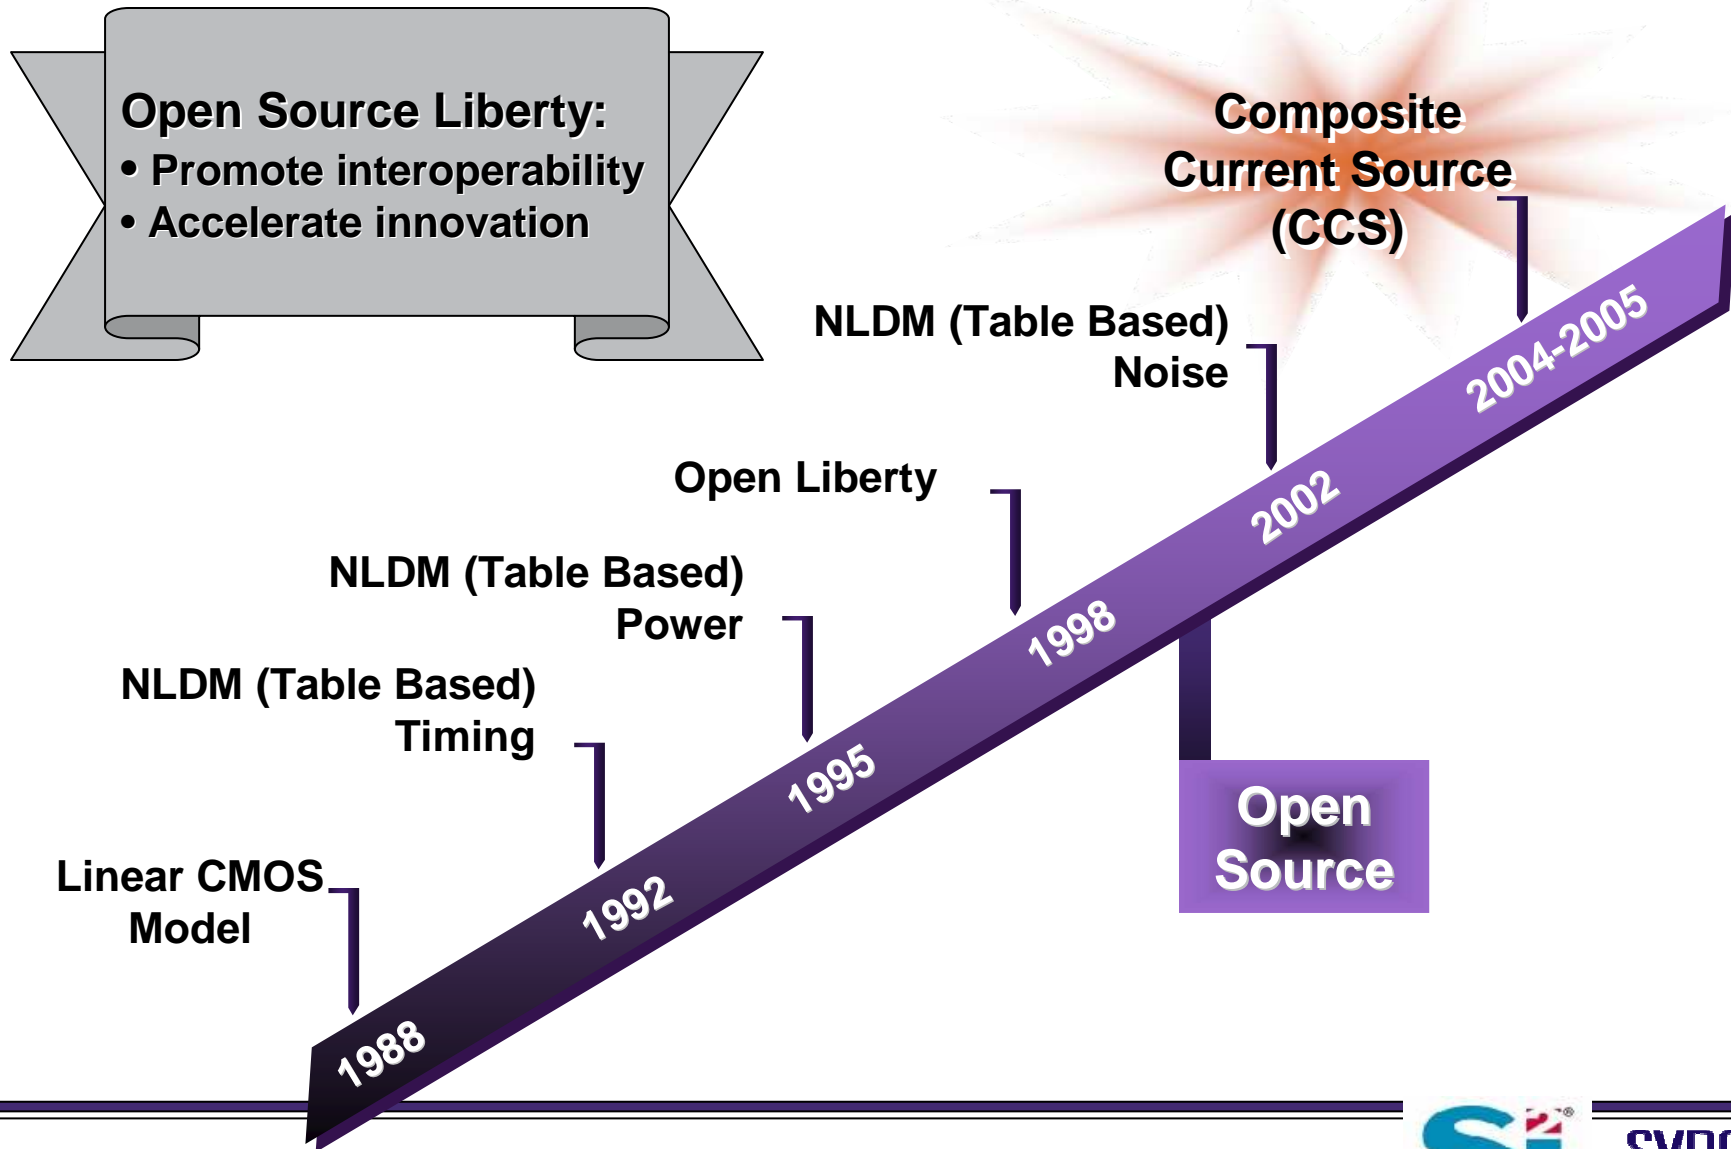 Open Source Liberty:
• Promote interoperability
• Accelerate innovation
Composite
Current Source
(CCS)
NLDM (Table Based)
Noise
2004-2005
Open Liberty
2002
NLDM (Table Based)
Power
1998
NLDM (Table Based)
Timing
1995
Open
Source
Linear CMOS
Model
1992
1988
Si2®